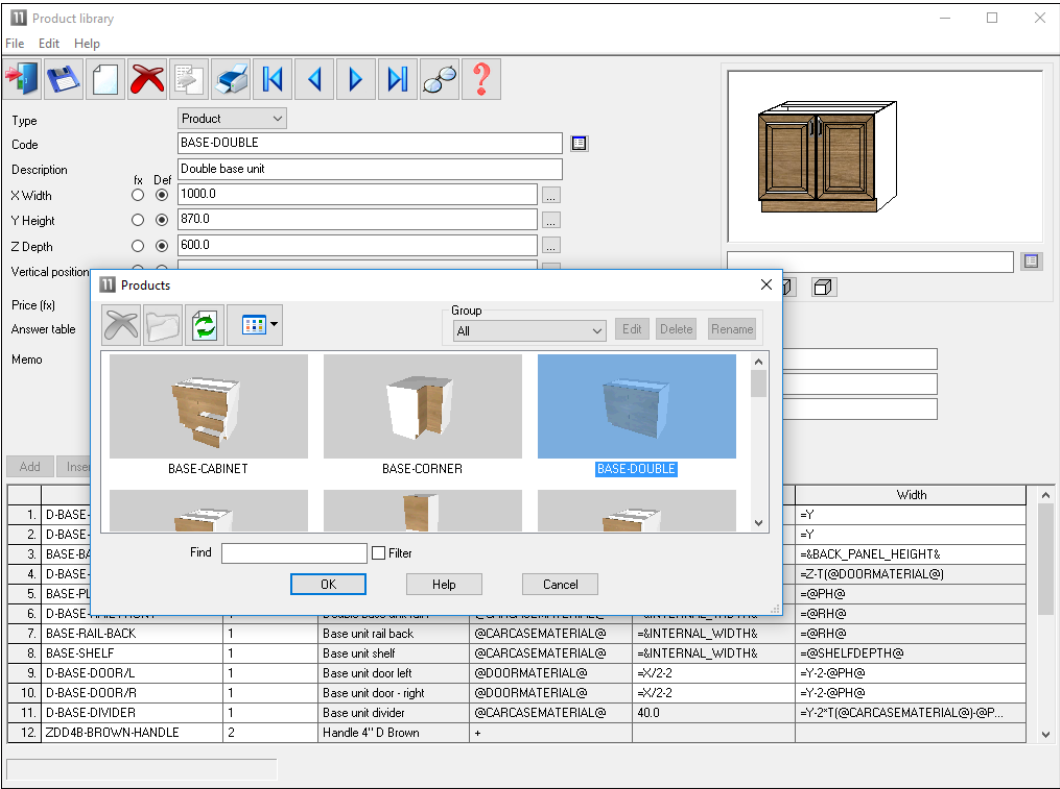 Product library
File Edit Help
Type Product
Code BASE-DOUBLE
Description Double base unit
fx Def
X Width 1000.0 ...
Y Height 870.0 ...
Z Depth 600.0 ...
Vertical position
Price (fx)
Answer table
Memo
Add
Products
Group
All Edit Delete Rename
BASE-CABINET BASE-CORNER BASE-DOUBLE
Find Filter
OK Help Cancel
Width
1. D-BASE- =Y
2. D-BASE- =Y
3. BASE-BA =&BACK_PANEL_HEIGHT&
4. D-BASE- =Z-T(@DOORMATERIAL@)
5. BASE-PL =@PH@
6. =@RH@
7. BASE-RAIL-BACK 1 Base unit rail back @CARCASEMATERIAL@ =&INTERNAL_WIDTH& =@RH@
8. BASE-SHELF 1 Base unit shelf @CARCASEMATERIAL@ =&INTERNAL_WIDTH& =@SHELFDEPTH@
9. D-BASE-DOOR/L 1 Base unit door left @DOORMATERIAL@ =X/2-2 =Y-2-@PH@
10. D-BASE-DOOR/R 1 Base unit door - right @DOORMATERIAL@ =X/2-2 =Y-2-@PH@
11. D-BASE-DIVIDER 1 Base unit divider @CARCASEMATERIAL@ 40.0 =Y-2*T(@CARCASEMATERIAL@)-@P...
12. ZDD4B-BROWN-HANDLE 2 Handle 4" D Brown +